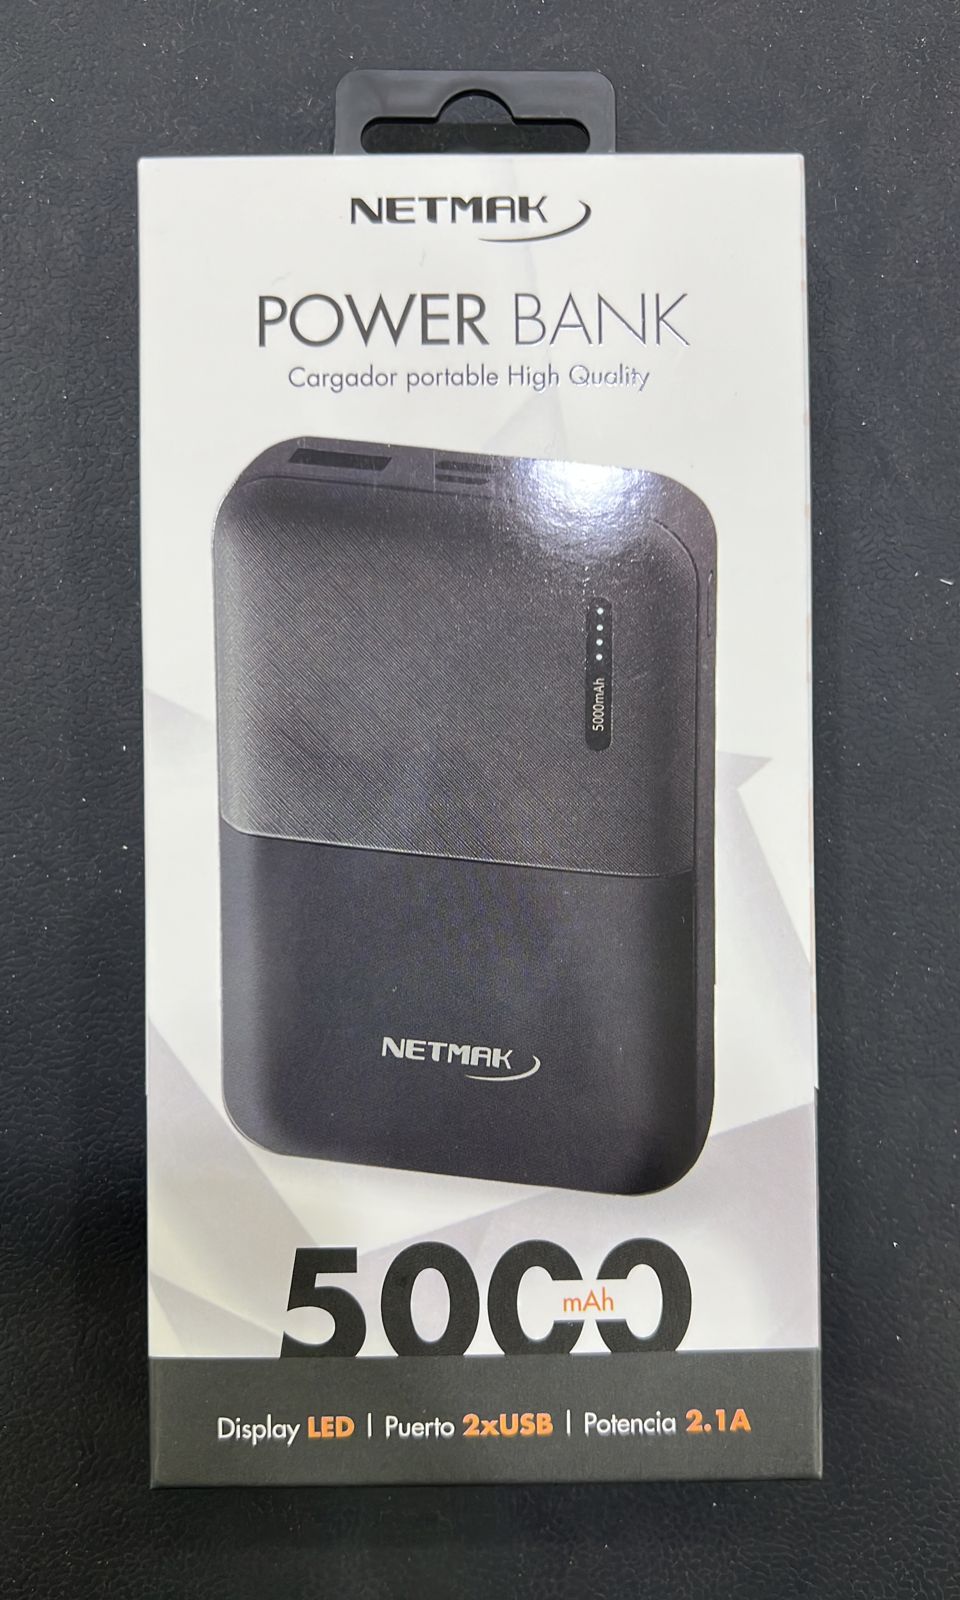 NETMAK
POWER BANK
Cargador portable High Quality
5000mAh
NETMAK
5000
mAh
Display LED | Puerto 2xUSB | Potencia 2.1A